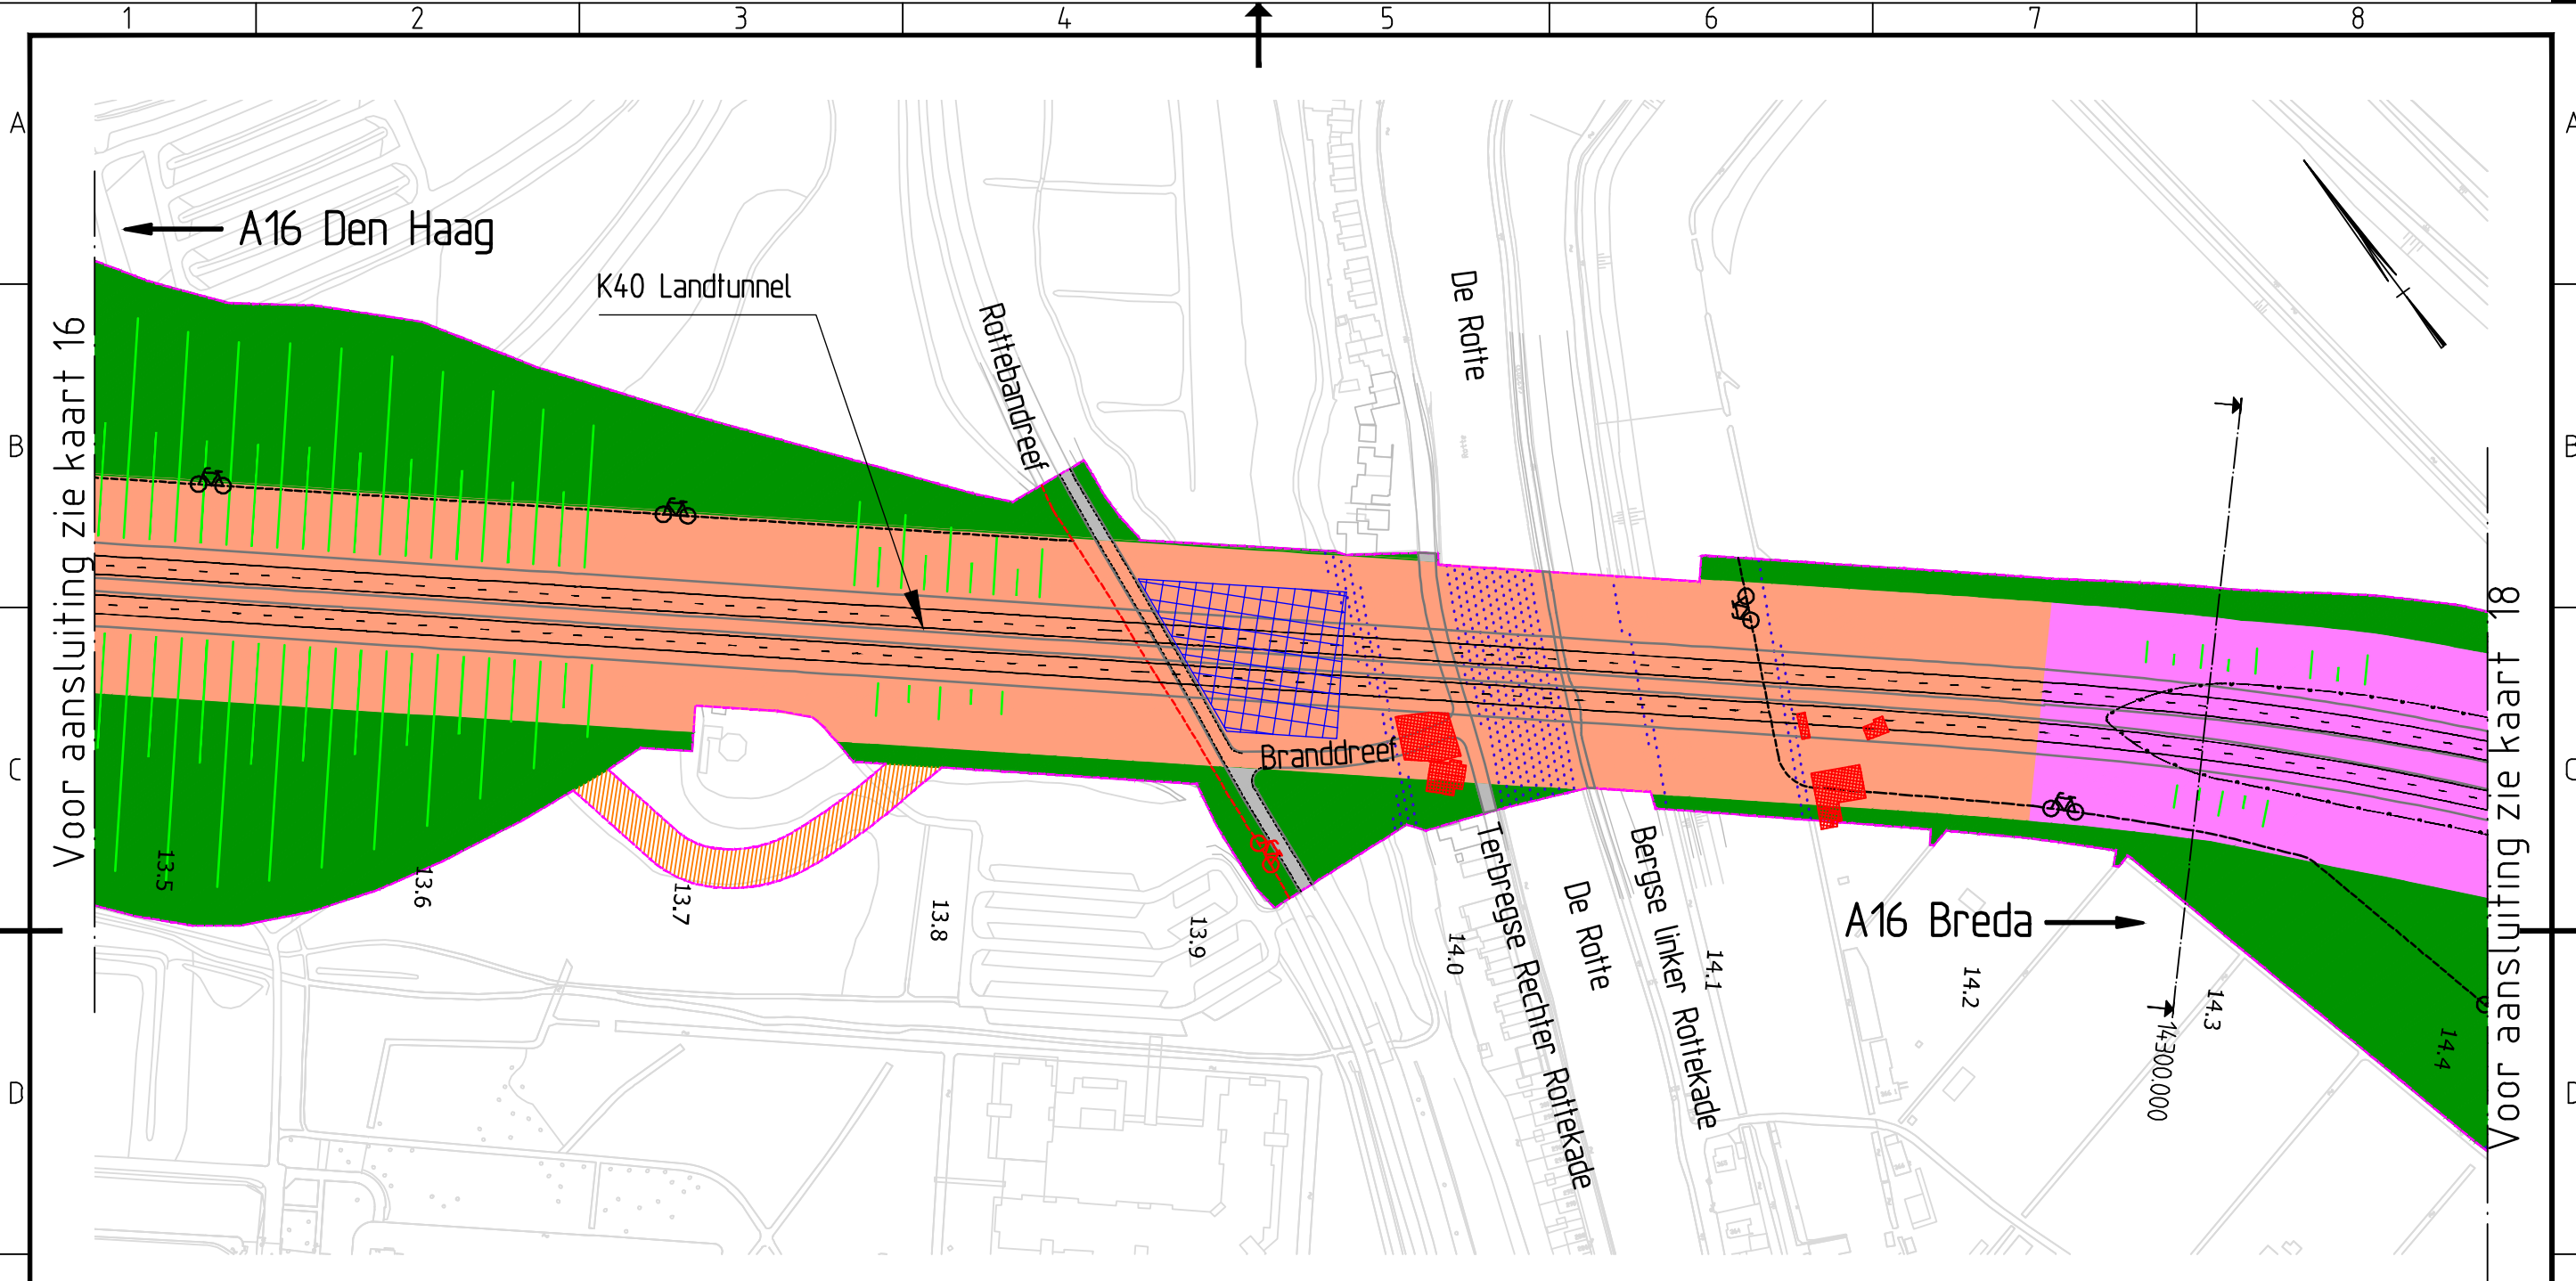 1 2 3 4 5 6 7 8
A
A
A16 Den Haag
K40 Landtunnel
De Rotte
Rottebandreef
B
B
Voor aansluiting zie kaart 16
Voor aansluiting zie kaart 18
Branddreef
C
C
13.5
13.6
13.7
13.8
13.9
14.0
14.1
14.2
14.3
14.4
Terbregse Rechter Rottekade
De Rotte
Bergse linker Rottekade
A16 Breda
14300.000
D
D